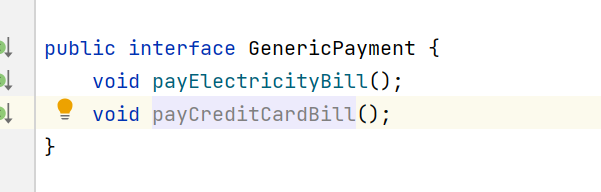 public interface GenericPayment {
void payElectricityBill();
void payCreditCardBill();
}